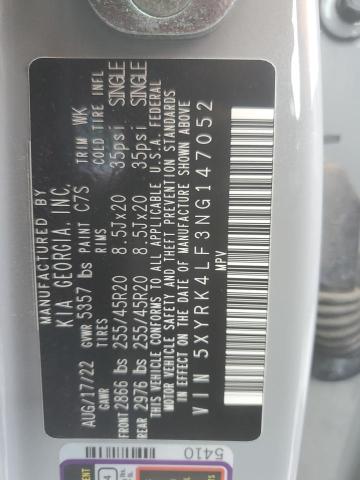 MANUFACTURED BY
KIA GEORGIA, INC.
AUG/17/22 GVWR 5357 lbs PAINT C7S TRIM WK
GAWR TIRES RIMS COLD TIRE INFL
FRONT 2866 lbs 255/45R20 8.5Jx20 35psi SINGLE
REAR 2976 lbs 255/45R20 8.5Jx20 35psi SINGLE
THIS VEHICLE CONFORMS TO ALL APPLICABLE U.S.A. FEDERAL
MOTOR VEHICLE SAFETY AND THEFT PREVENTION STANDARDS
IN EFFECT ON THE DATE OF MANUFACTURE SHOWN ABOVE
VIN 5XYRK4LF3NG147052
MPV
5410